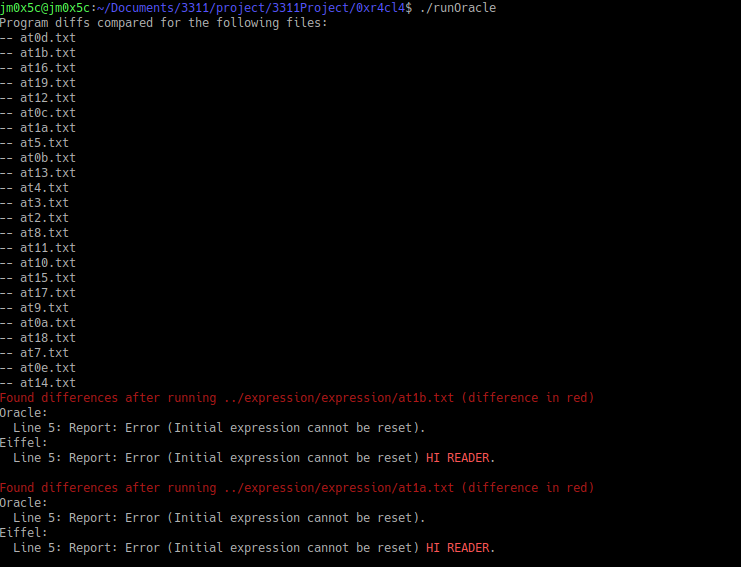 jm0x5c@jm0x5c:~/Documents/3311/project/3311Project/0xr4cl4$ ./runOracle
Program diffs compared for the following files:
-- at0d.txt
-- at1b.txt
-- at16.txt
-- at19.txt
-- at12.txt
-- at0c.txt
-- at1a.txt
-- at5.txt
-- at0b.txt
-- at13.txt
-- at4.txt
-- at3.txt
-- at2.txt
-- at8.txt
-- at11.txt
-- at10.txt
-- at15.txt
-- at17.txt
-- at9.txt
-- at0a.txt
-- at18.txt
-- at7.txt
-- at0e.txt
-- at14.txt
Found differences after running ../expression/expression/at1b.txt (difference in red)
Oracle:
  Line 5: Report: Error (Initial expression cannot be reset).
Eiffel:
  Line 5: Report: Error (Initial expression cannot be reset) HI READER.
Found differences after running ../expression/expression/at1a.txt (difference in red)
Oracle:
  Line 5: Report: Error (Initial expression cannot be reset).
Eiffel:
  Line 5: Report: Error (Initial expression cannot be reset) HI READER.